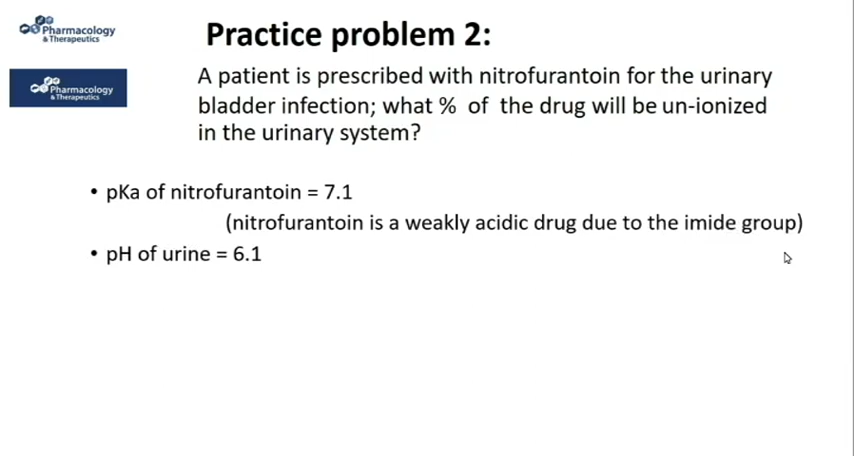 Pharmacology
& Therapeutics
Practice problem 2:
Pharmacology
& Therapeutics
A patient is prescribed with nitrofurantoin for the urinary
bladder infection; what % of the drug will be un-ionized
in the urinary system?
• pKa of nitrofurantoin = 7.1
(nitrofurantoin is a weakly acidic drug due to the imide group)
• pH of urine = 6.1